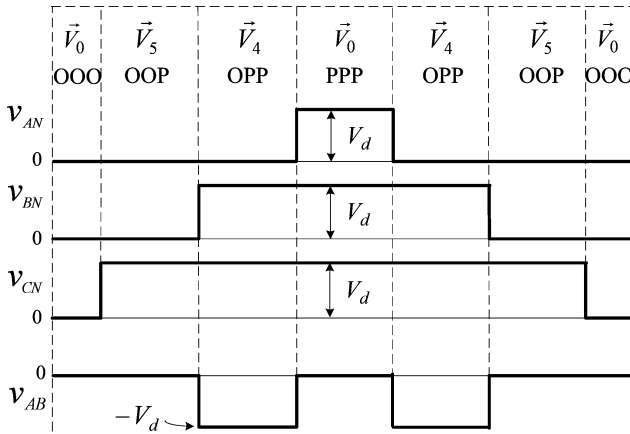 V⃗₀ V⃗₅ V⃗₄ V⃗₀ V⃗₄ V⃗₅ V⃗₀
OOO OOP OPP PPP OPP OOP OOO
v_AN
V_d
0
v_BN
V_d
0
v_CN
V_d
0
0
v_AB
−V_d